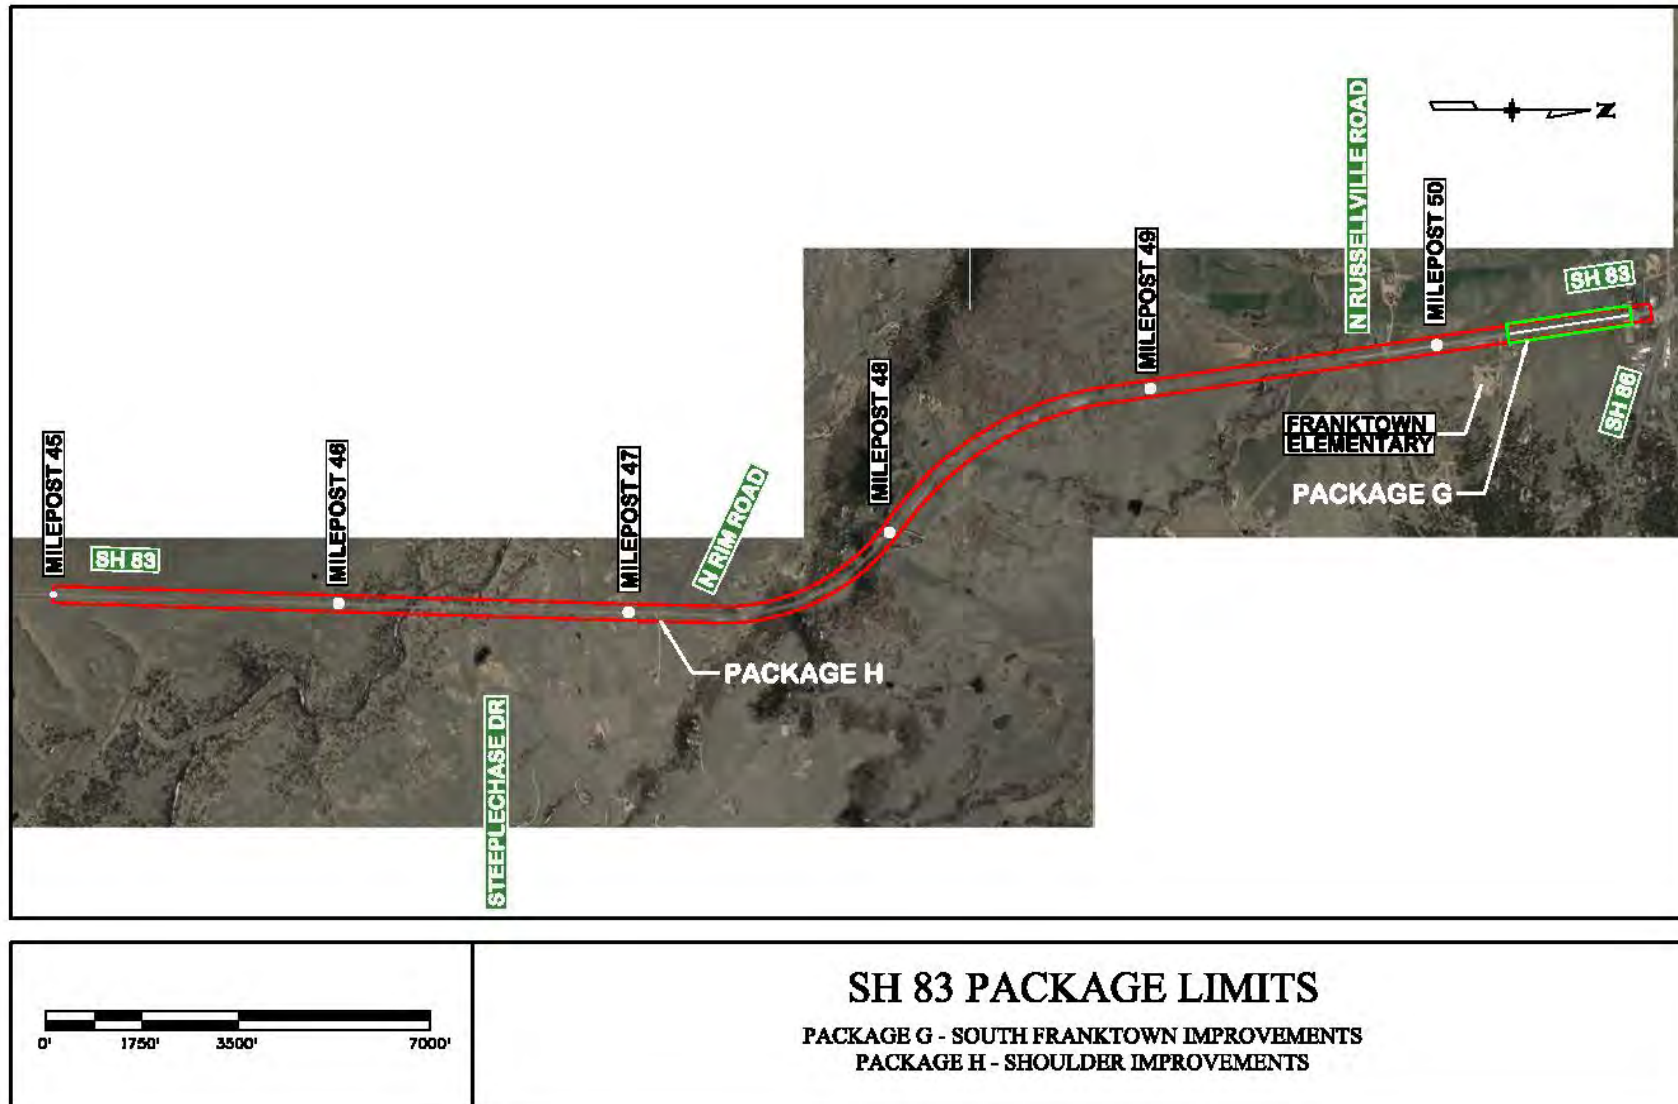 N
N RUSSELLVILLE ROAD
MILEPOST 50
SH 83
MILEPOST 49
MILEPOST 48
SH 86
FRANKTOWN
ELEMENTARY
PACKAGE G
MILEPOST 45
SH 83
MILEPOST 46
MILEPOST 47
N RIM ROAD
PACKAGE H
STEEPLECHASE DR
0' 1750' 3500' 7000'
SH 83 PACKAGE LIMITS
PACKAGE G - SOUTH FRANKTOWN IMPROVEMENTS
PACKAGE H - SHOULDER IMPROVEMENTS